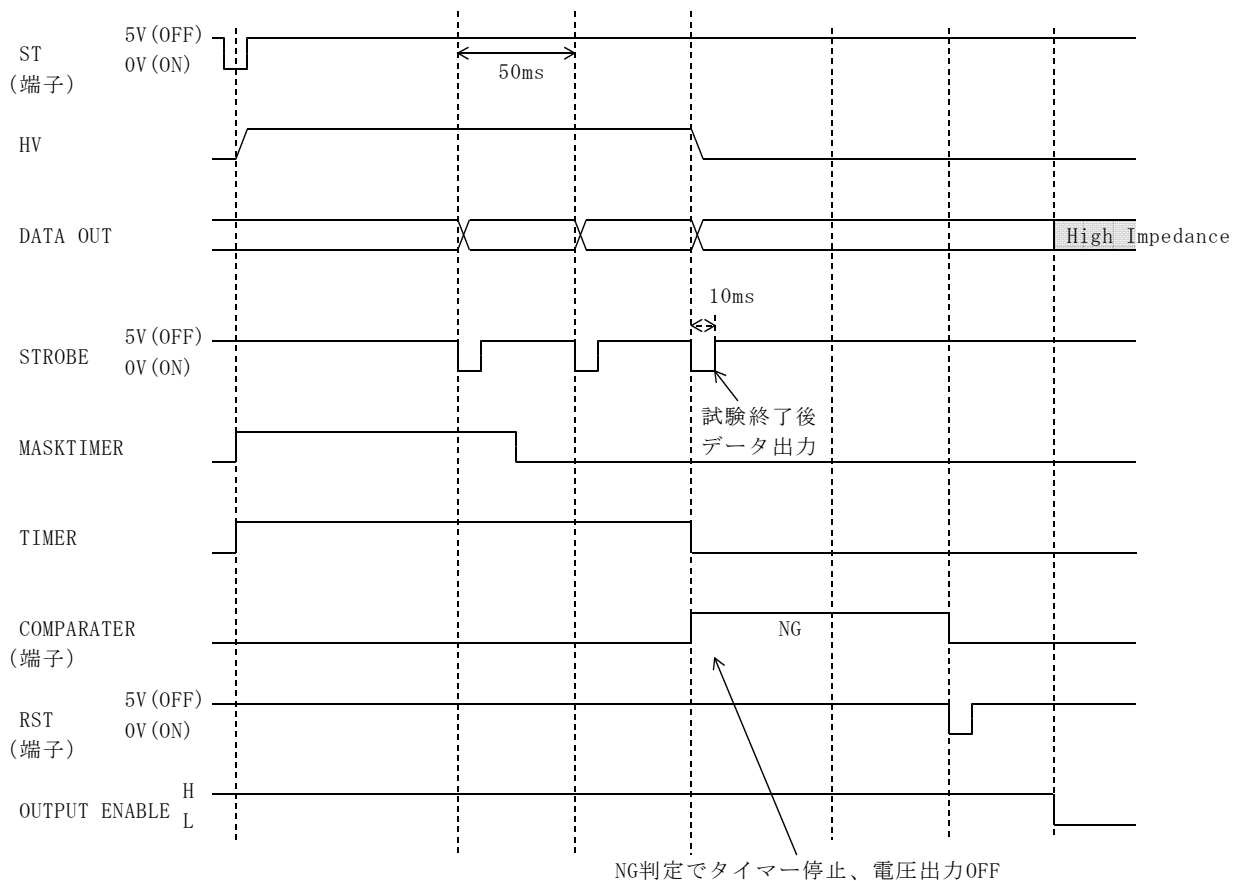 ST
(端子)
5V(OFF)
0V(ON)
50ms
HV
DATA OUT
High Impedance
10ms
STROBE
5V(OFF)
0V(ON)
試験終了後
データ出力
MASKTIMER
TIMER
COMPARATER
(端子)
NG
RST
(端子)
5V(OFF)
0V(ON)
OUTPUT ENABLE
H
L
NG判定でタイマー停止、電圧出力OFF